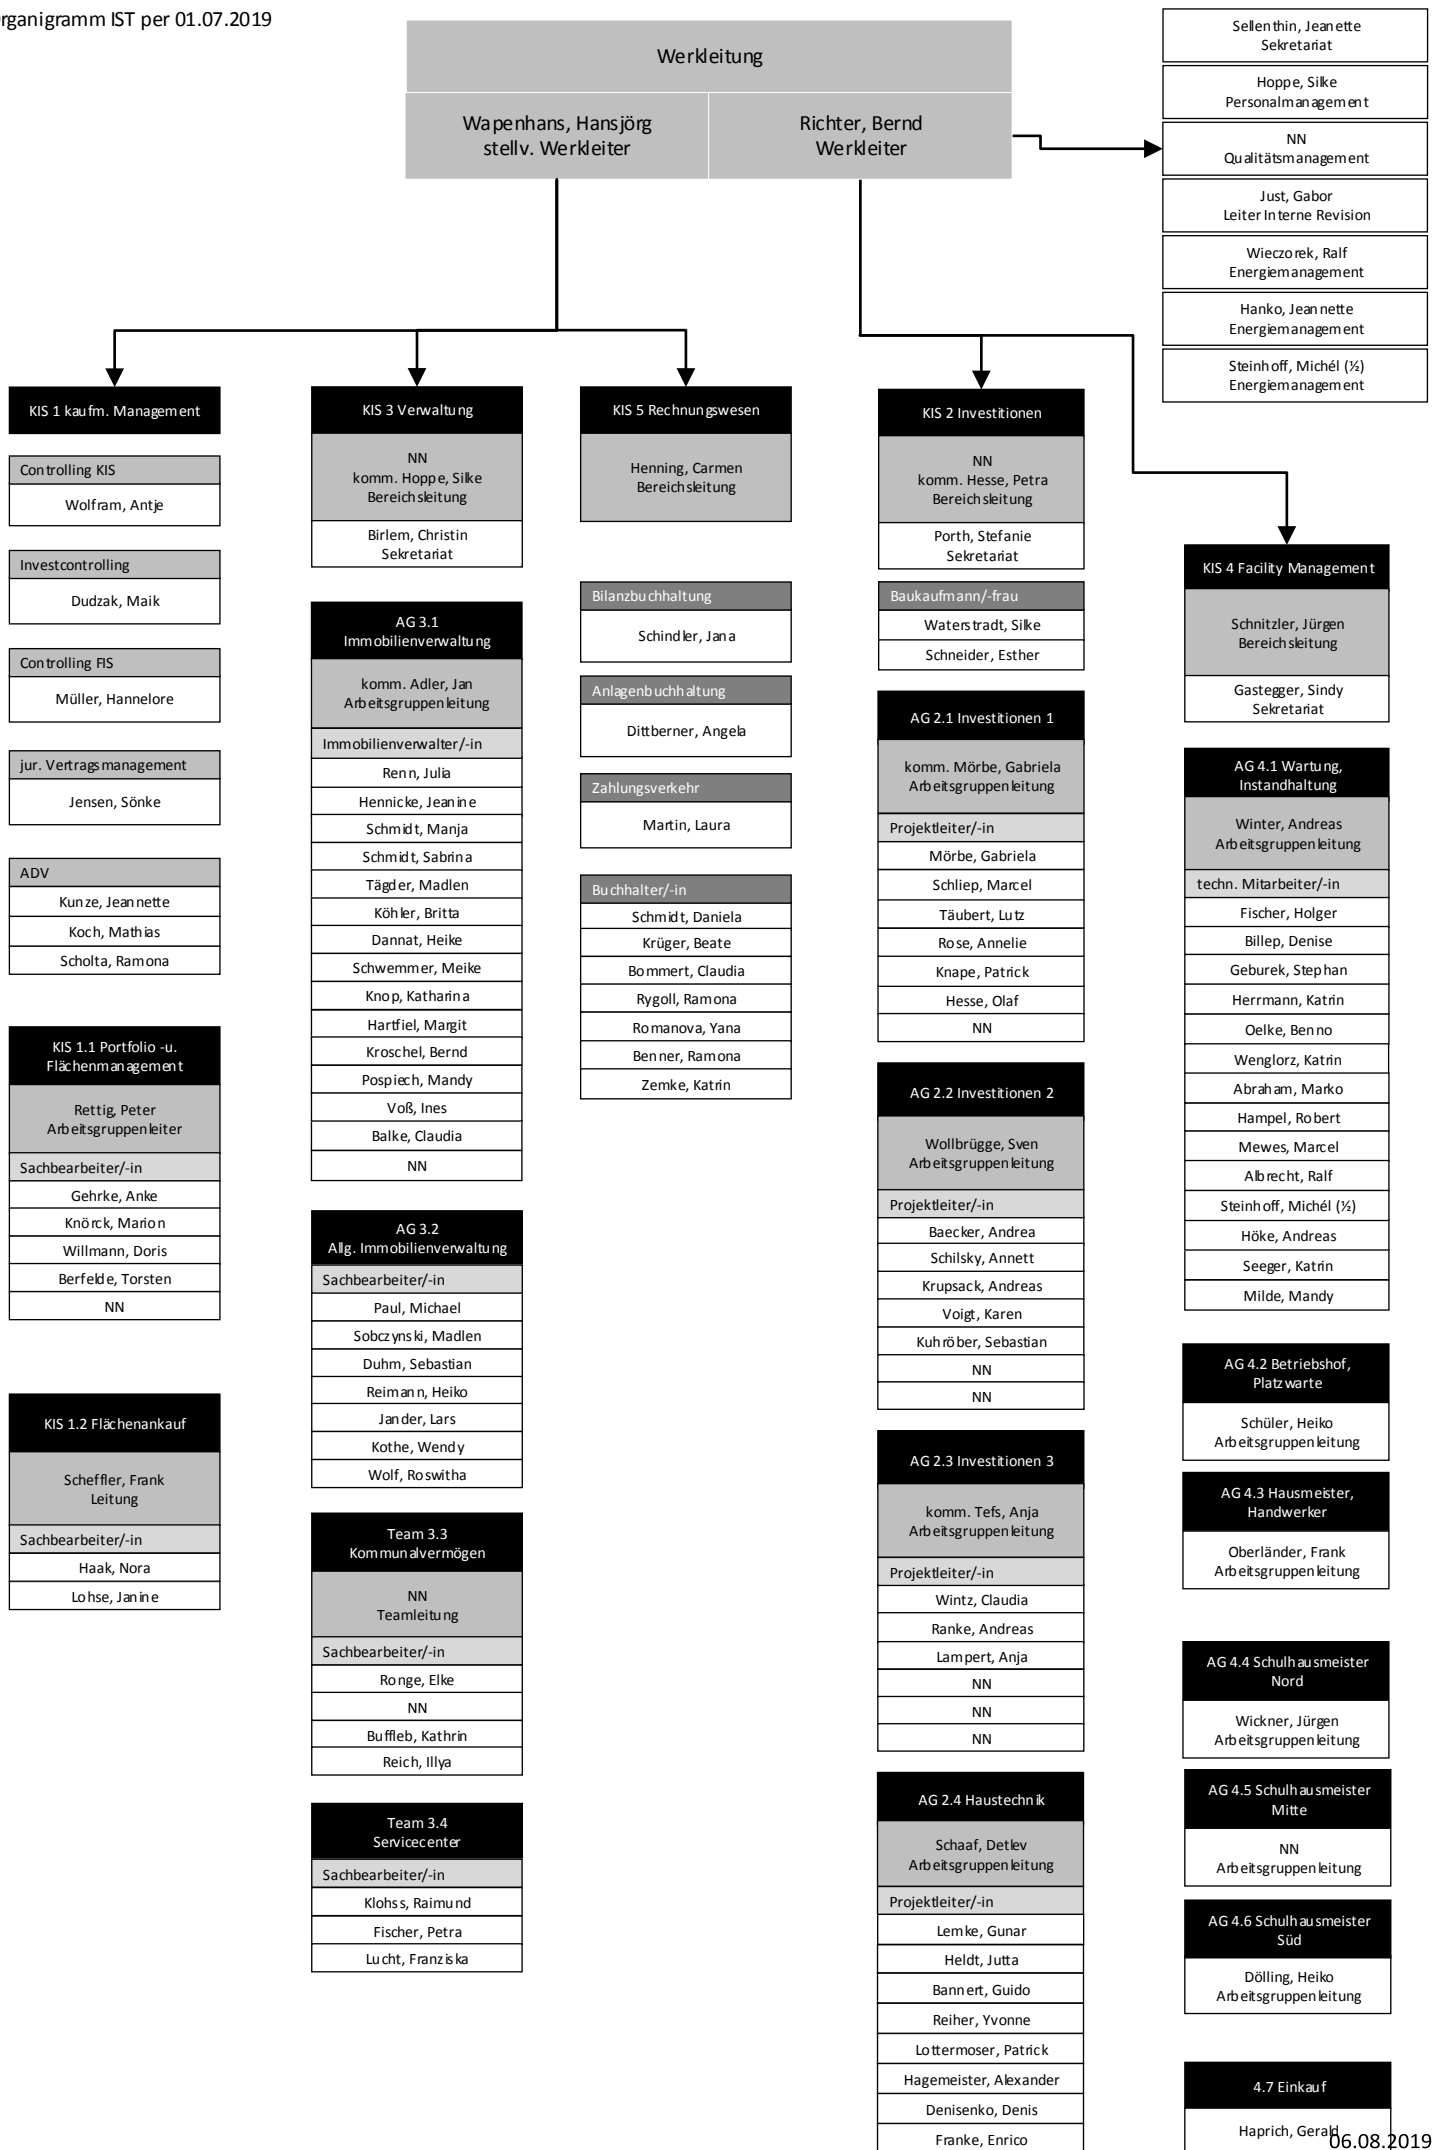 rganigramm IST per 01.07.2019
Werkleitung
Wapenhans, Hansjörg
stellv. Werkleiter
Richter, Bernd
Werkleiter
Sellenthin, Jeanette
Sekretariat
Hoppe, Silke
Personalmanagement
NN
Qualitätsmanagement
Just, Gabor
Leiter Interne Revision
Wieczorek, Ralf
Energiemanagement
Hanko, Jeannette
Energiemanagement
Steinhoff, Michél (½)
Energiemanagement
KIS 1 kaufm. Management
Controlling KIS
Wolfram, Antje
Investcontrolling
Dudzak, Maik
Controlling FIS
Müller, Hannelore
jur. Vertragsmanagement
Jensen, Sönke
ADV
Kunze, Jeannette
Koch, Mathias
Scholta, Ramona
KIS 1.1 Portfolio -u.
Flächenmanagement
Rettig, Peter
Arbeitsgruppenleiter
Sachbearbeiter/-in
Gehrke, Anke
Knörck, Marion
Willmann, Doris
Berfelde, Torsten
NN
KIS 1.2 Flächenankauf
Scheffler, Frank
Leitung
Sachbearbeiter/-in
Haak, Nora
Lohse, Janine
KIS 3 Verwaltung
NN
komm. Hoppe, Silke
Bereichsleitung
Birlem, Christin
Sekretariat
AG 3.1
Immobilienverwaltung
komm. Adler, Jan
Arbeitsgruppenleitung
Immobilienverwalter/-in
Renn, Julia
Hennicke, Jeanine
Schmidt, Manja
Schmidt, Sabrina
Tägder, Madlen
Köhler, Britta
Dannat, Heike
Schwemmer, Meike
Knop, Katharina
Hartfiel, Margit
Kroschel, Bernd
Pospiech, Mandy
Voß, Ines
Balke, Claudia
NN
AG 3.2
Allg. Immobilienverwaltung
Sachbearbeiter/-in
Paul, Michael
Sobczynski, Madlen
Duhm, Sebastian
Reimann, Heiko
Jander, Lars
Kothe, Wendy
Wolf, Roswitha
Team 3.3
Kommunalvermögen
NN
Teamleitung
Sachbearbeiter/-in
Ronge, Elke
NN
Buffleb, Kathrin
Reich, Illya
Team 3.4
Servicecenter
Sachbearbeiter/-in
Klohss, Raimund
Fischer, Petra
Lucht, Franziska
KIS 5 Rechnungswesen
Henning, Carmen
Bereichsleitung
Bilanzbuchhaltung
Schindler, Jana
Anlagenbuchhaltung
Dittberner, Angela
Zahlungsverkehr
Martin, Laura
Buchhalter/-in
Schmidt, Daniela
Krüger, Beate
Bommert, Claudia
Rygoll, Ramona
Romanova, Yana
Benner, Ramona
Zemke, Katrin
KIS 2 Investitionen
NN
komm. Hesse, Petra
Bereichsleitung
Porth, Stefanie
Sekretariat
Baukaufmann/-frau
Waterstradt, Silke
Schneider, Esther
AG 2.1 Investitionen 1
komm. Mörbe, Gabriela
Arbeitsgruppenleitung
Projektleiter/-in
Mörbe, Gabriela
Schliep, Marcel
Täubert, Lutz
Rose, Annelie
Knape, Patrick
Hesse, Olaf
NN
AG 2.2 Investitionen 2
Wollbrügge, Sven
Arbeitsgruppenleitung
Projektleiter/-in
Baecker, Andrea
Schilsky, Annett
Krupsack, Andreas
Voigt, Karen
Kuhröber, Sebastian
NN
NN
AG 2.3 Investitionen 3
komm. Tefs, Anja
Arbeitsgruppenleitung
Projektleiter/-in
Wintz, Claudia
Ranke, Andreas
Lampert, Anja
NN
NN
NN
AG 2.4 Haustechnik
Schaaf, Detlev
Arbeitsgruppenleitung
Projektleiter/-in
Lemke, Gunar
Heldt, Jutta
Bannert, Guido
Reiher, Yvonne
Lottermoser, Patrick
Hagemeister, Alexander
Denisenko, Denis
Franke, Enrico
KIS 4 Facility Management
Schnitzler, Jürgen
Bereichsleitung
Gastegger, Sindy
Sekretariat
AG 4.1 Wartung,
Instandhaltung
Winter, Andreas
Arbeitsgruppenleitung
techn. Mitarbeiter/-in
Fischer, Holger
Billep, Denise
Geburek, Stephan
Herrmann, Katrin
Oelke, Benno
Wenglorz, Katrin
Abraham, Marko
Hampel, Robert
Mewes, Marcel
Albrecht, Ralf
Steinhoff, Michél (½)
Höke, Andreas
Seeger, Katrin
Milde, Mandy
AG 4.2 Betriebshof,
Platzwarte
Schüler, Heiko
Arbeitsgruppenleitung
AG 4.3 Hausmeister,
Handwerker
Oberländer, Frank
Arbeitsgruppenleitung
AG 4.4 Schulhausmeister
Nord
Wickner, Jürgen
Arbeitsgruppenleitung
AG 4.5 Schulhausmeister
Mitte
NN
Arbeitsgruppenleitung
AG 4.6 Schulhausmeister
Süd
Dölling, Heiko
Arbeitsgruppenleitung
4.7 Einkauf
Haprich, Gerald
06.08.2019